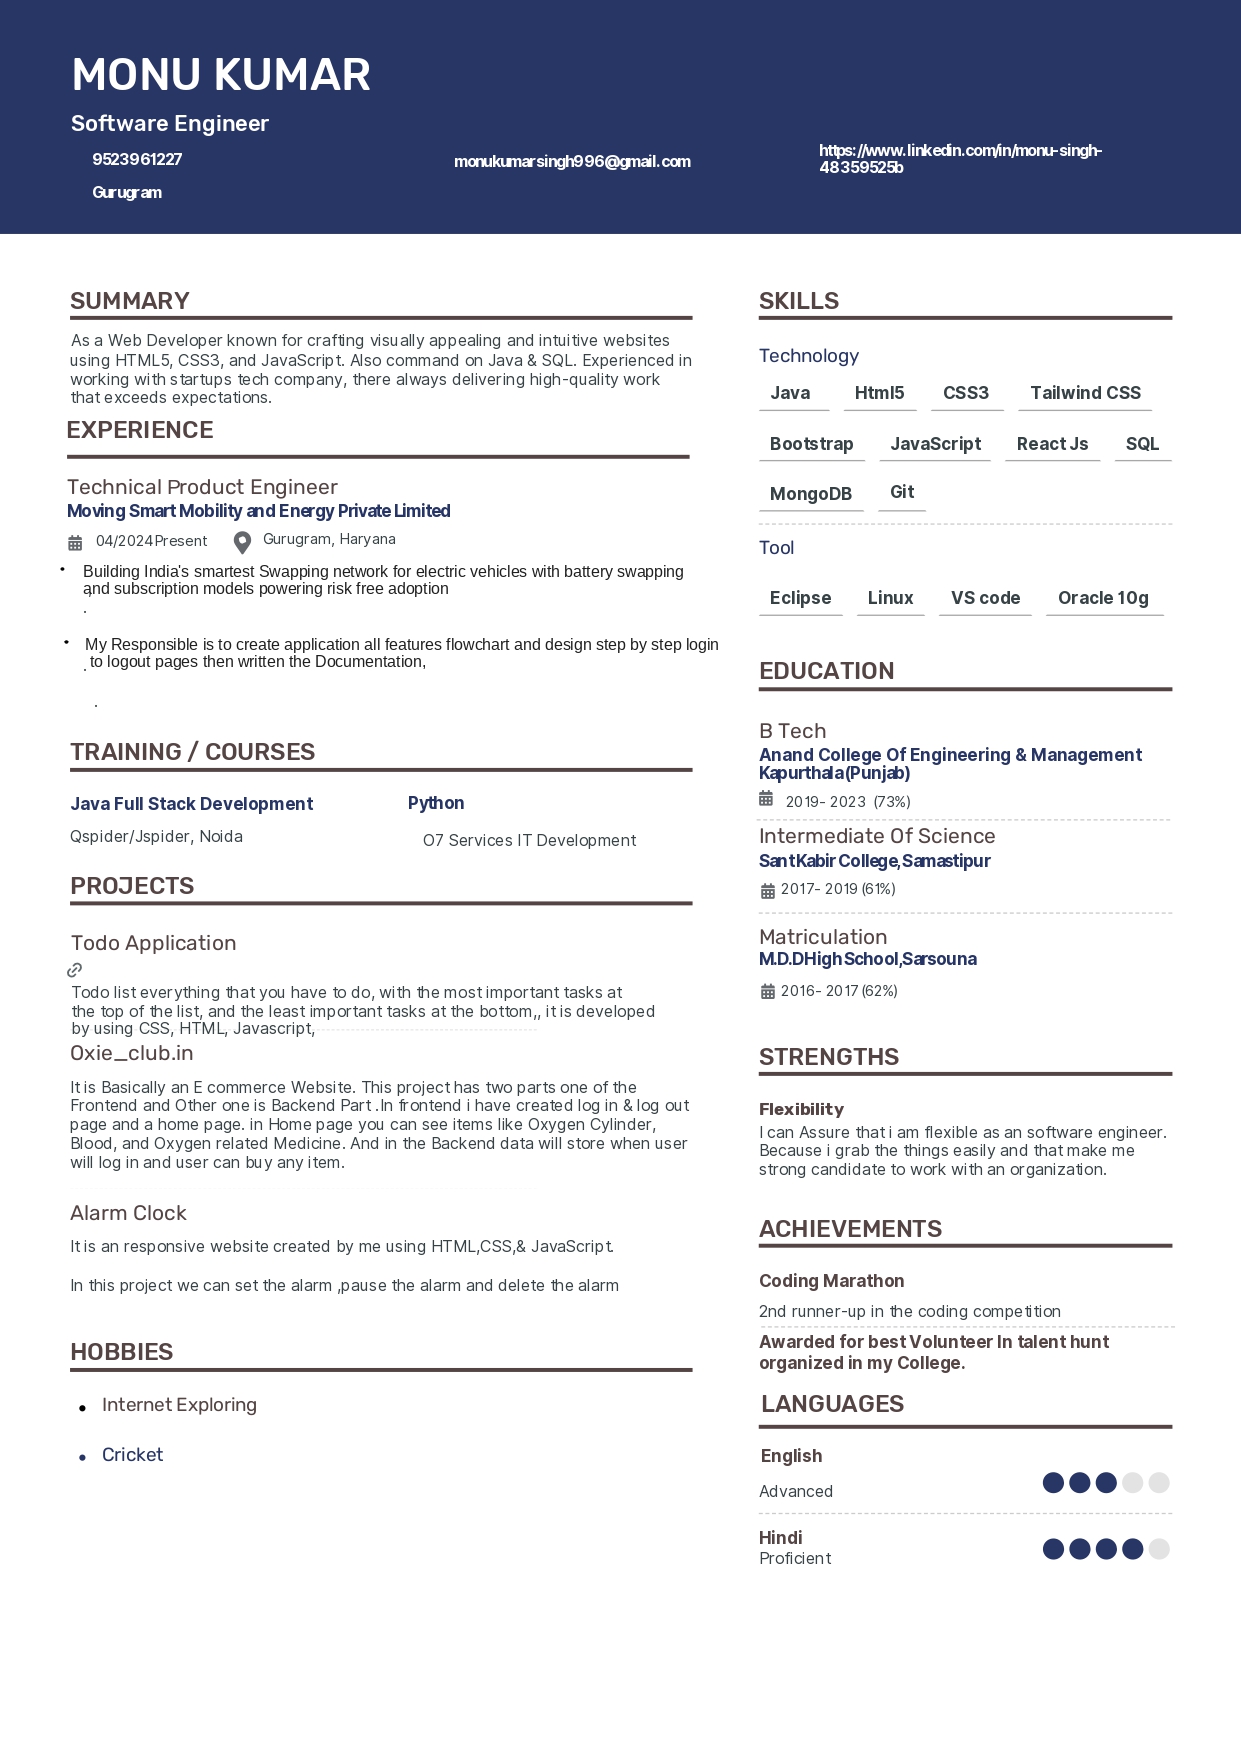 MONU KUMAR
Software Engineer
9523961227
Gurugram
monukumarsingh996@gmail.com
https://www.linkedin.com/in/monu-singh-
48359525b
SUMMARY
As a Web Developer known for crafting visually appealing and intuitive websites
using HTML5, CSS3, and JavaScript. Also command on Java & SQL. Experienced in
working with startups tech company, there always delivering high-quality work
that exceeds expectations.
EXPERIENCE
Technical Product Engineer
Moving Smart Mobility and Energy Private Limited
04/2024 Present Gurugram, Haryana
• Building India's smartest Swapping network for electric vehicles with battery swapping
and subscription models powering risk free adoption
.
• My Responsible is to create application all features flowchart and design step by step login
. to logout pages then written the Documentation,
.
TRAINING / COURSES
Java Full Stack Development Python
Qspider/Jspider, Noida O7 Services IT Development
PROJECTS
Todo Application
Todo list everything that you have to do, with the most important tasks at
the top of the list, and the least important tasks at the bottom,, it is developed
by using CSS, HTML, Javascript,
Oxie_club.in
It is Basically an E commerce Website. This project has two parts one of the
Frontend and Other one is Backend Part .In frontend i have created log in & log out
page and a home page. in Home page you can see items like Oxygen Cylinder,
Blood, and Oxygen related Medicine. And in the Backend data will store when user
will log in and user can buy any item.
Alarm Clock
It is an responsive website created by me using HTML,CSS,& JavaScript.
In this project we can set the alarm ,pause the alarm and delete the alarm
HOBBIES
• Internet Exploring
• Cricket
SKILLS
Technology
Java Html5 CSS3 Tailwind CSS
Bootstrap JavaScript React Js SQL
MongoDB Git
Tool
Eclipse Linux VS code Oracle 10g
EDUCATION
B Tech
Anand College Of Engineering & Management
Kapurthala(Punjab)
2019- 2023 (73%)
Intermediate Of Science
Sant Kabir College, Samastipur
2017- 2019 (61%)
Matriculation
M.D.D High School,Sarsouna
2016- 2017 (62%)
STRENGTHS
Flexibility
I can Assure that i am flexible as an software engineer.
Because i grab the things easily and that make me
strong candidate to work with an organization.
ACHIEVEMENTS
Coding Marathon
2nd runner-up in the coding competition
Awarded for best Volunteer In talent hunt
organized in my College.
LANGUAGES
English
Advanced
Hindi
Proficient